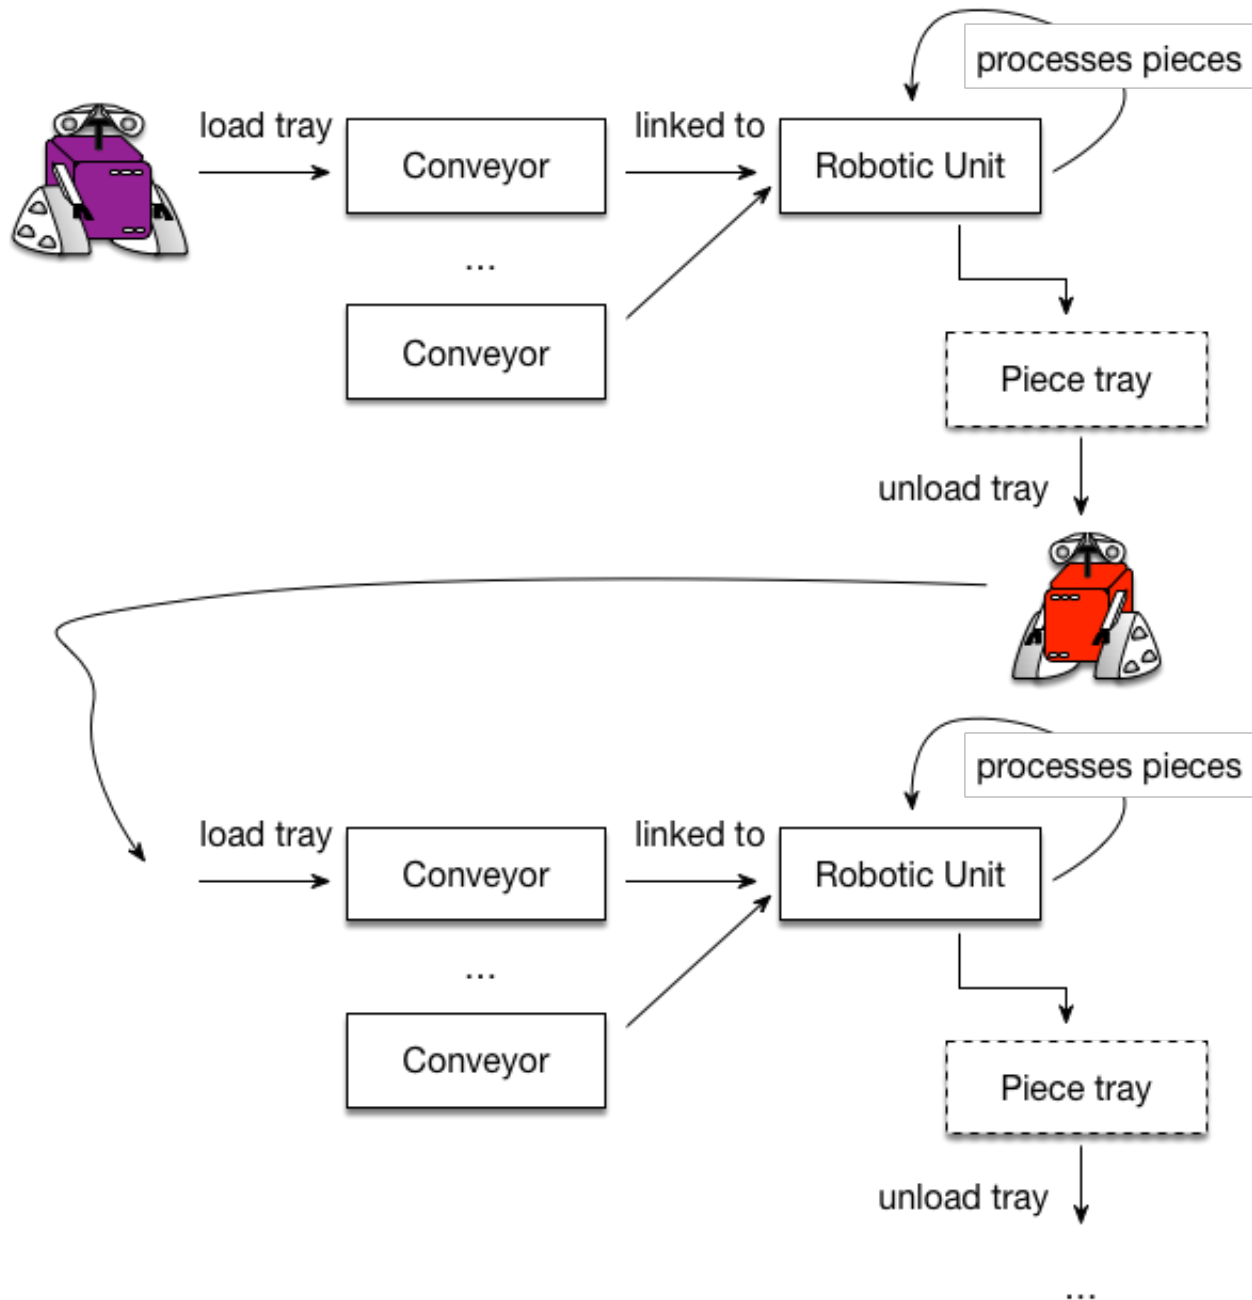 processes pieces
load tray
linked to
Conveyor
Robotic Unit
...
Conveyor
Piece tray
unload tray
processes pieces
load tray
linked to
Conveyor
Robotic Unit
...
Conveyor
Piece tray
unload tray
...